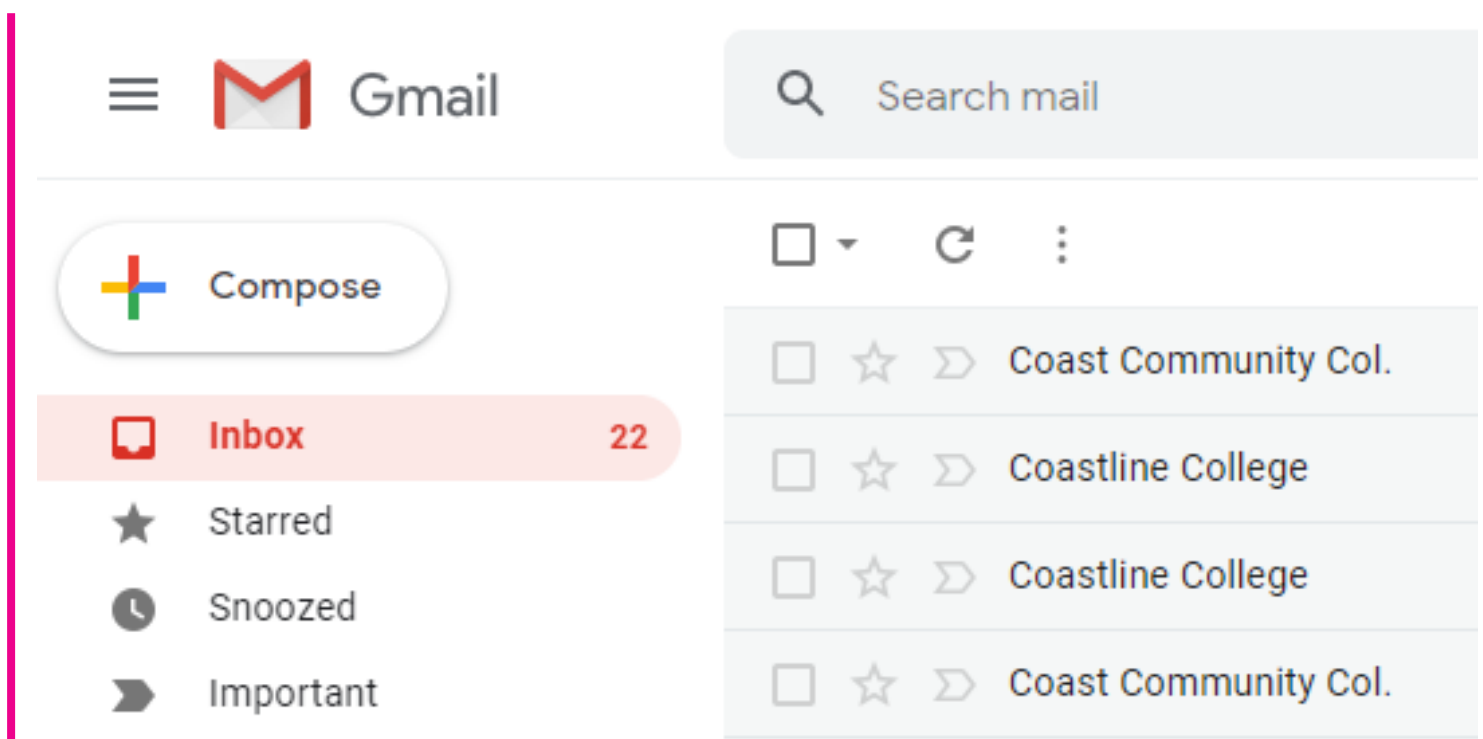 Gmail
Search mail
Compose
Inbox 22
Starred
Snoozed
Important
Coast Community Col.
Coastline College
Coastline College
Coast Community Col.